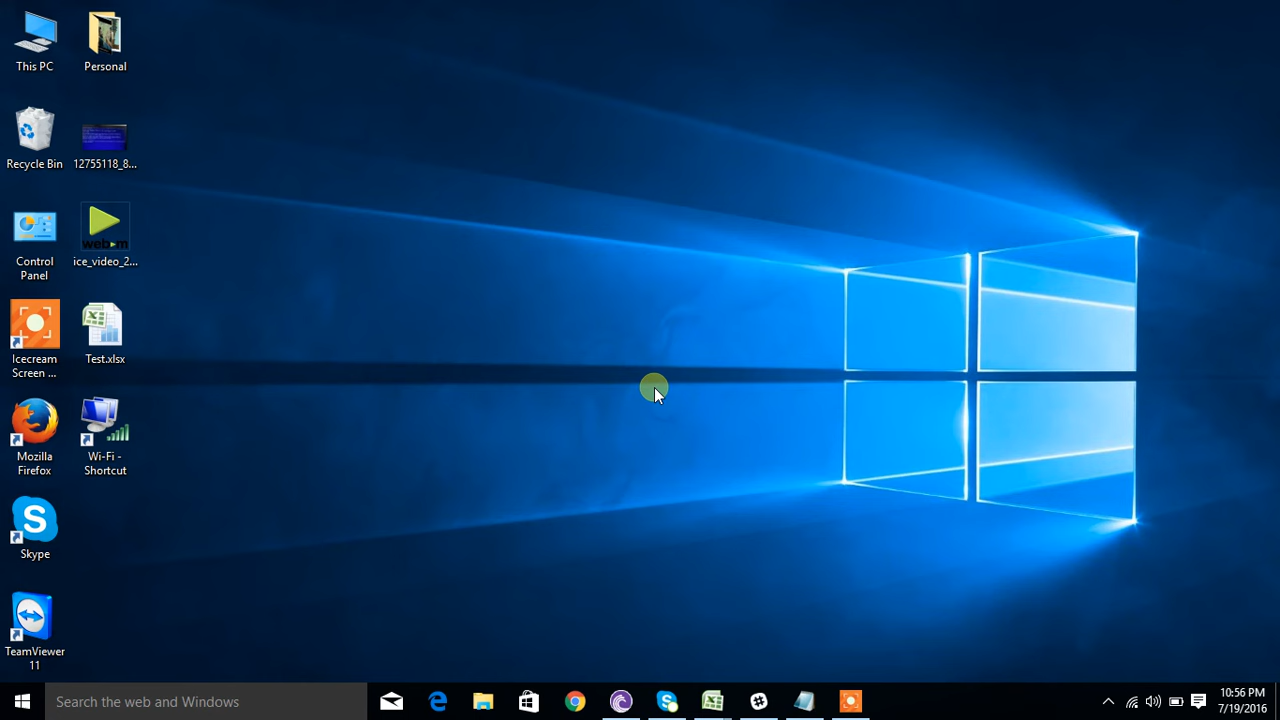 This PC
Personal
Recycle Bin
12755118_8...
webm
Control
Panel
ice_video_2...
Icecream
Screen ...
Test.xlsx
Mozilla
Firefox
Wi-Fi -
Shortcut
S
Skype
TeamViewer
11
Search the web and Windows
10:56 PM
7/19/2016